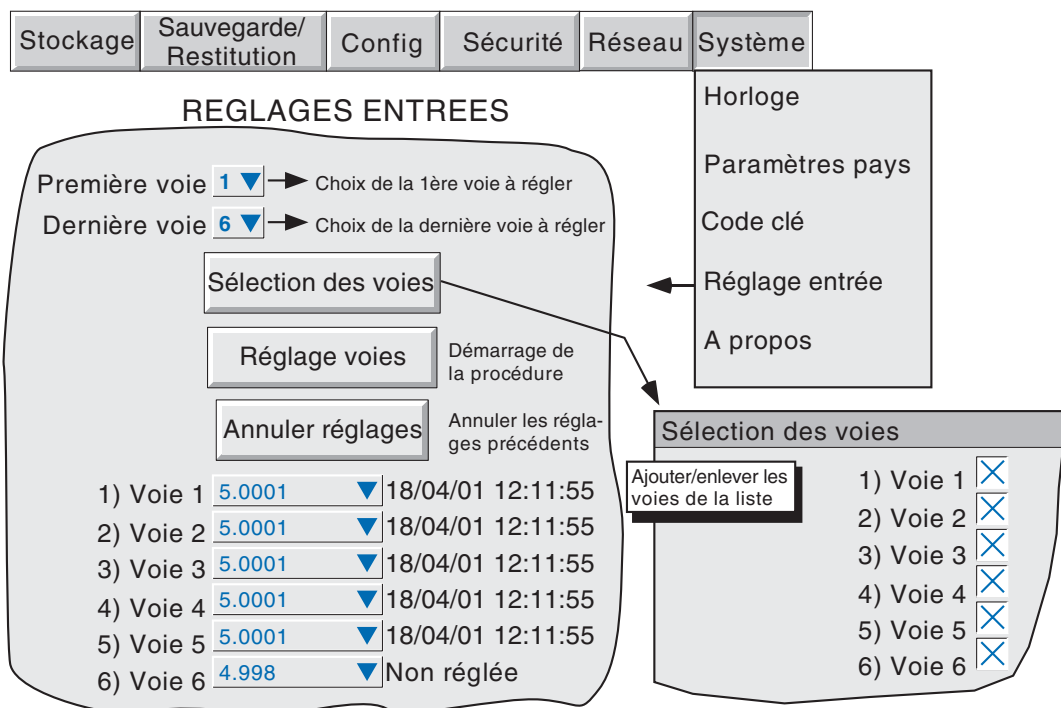 Stockage
Sauvegarde/
Restitution
Config
Sécurité
Réseau
Système
Horloge
Paramètres pays
Code clé
Réglage entrée
A propos
REGLAGES ENTREES
Première voie 1 Choix de la 1ère voie à régler
Dernière voie 6 Choix de la dernière voie à régler
Sélection des voies
Réglage voies
Démarrage de
la procédure
Annuler réglages
Annuler les régla-
ges précédents
1) Voie 1 5.0001 18/04/01 12:11:55
2) Voie 2 5.0001 18/04/01 12:11:55
3) Voie 3 5.0001 18/04/01 12:11:55
4) Voie 4 5.0001 18/04/01 12:11:55
5) Voie 5 5.0001 18/04/01 12:11:55
6) Voie 6 4.998 Non réglée
Sélection des voies
Ajouter/enlever les
voies de la liste
1) Voie 1
2) Voie 2
3) Voie 3
4) Voie 4
5) Voie 5
6) Voie 6